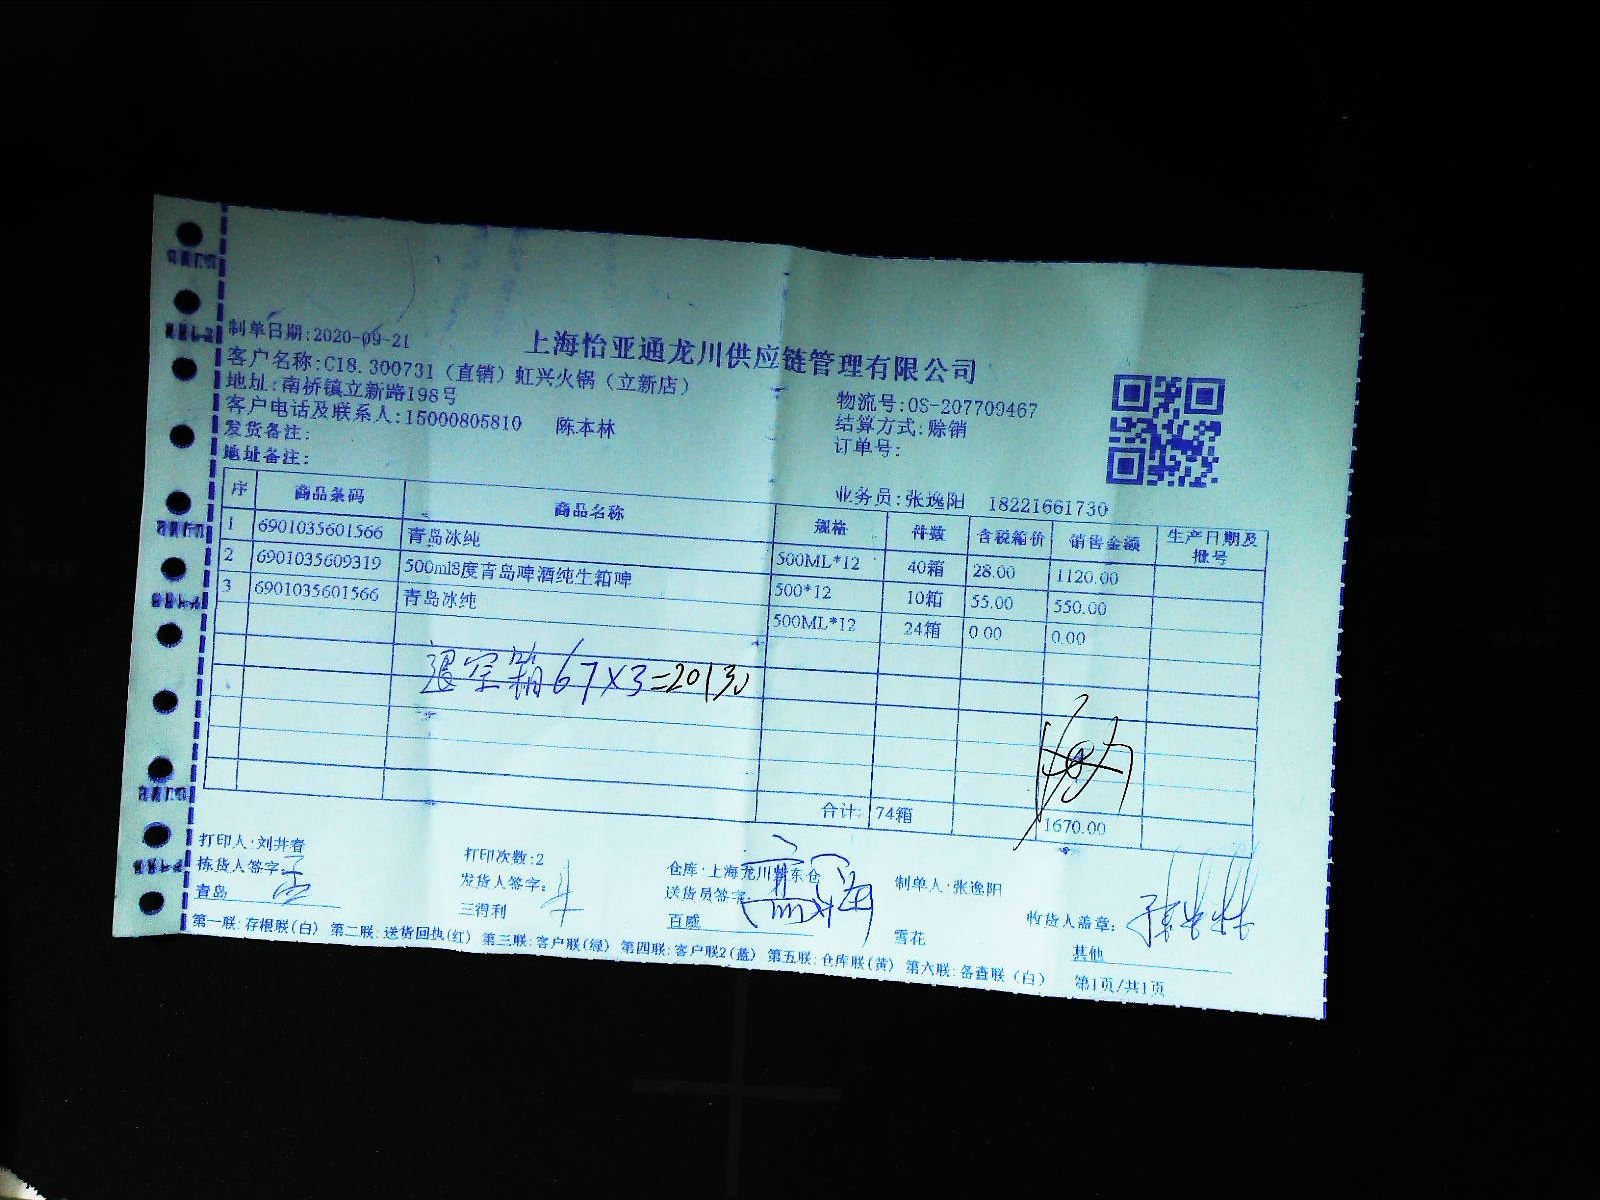 上海怡亚通龙川供应链管理有限公司
制单日期:2020-09-21
客户名称:C18.300731（直销）虹兴火锅（立新店）
地址:南桥镇立新路198号
物流号:OS-207709467
客户电话及联系人:15000805810 陈本林
结算方式:赊销
发货备注:
订单号:
地址备注:
业务员:张逸阳 18221661730
序 商品条码 商品名称 规格 件数 含税箱价 销售金额 生产日期及批号
1 6901035601566 青岛冰纯 500ML*12 40箱 28.00 1120.00
2 6901035609319 500ml8度青岛啤酒纯生箱啤 500*12 10箱 55.00 550.00
3 6901035601566 青岛冰纯 500ML*12 24箱 0.00 0.00
退空箱67×3=201
合计: 74箱 1670.00
打印人:刘井春 打印次数:2 仓库:上海龙川 东仓 制单人:张逸阳
拣货人签字: 发货人签字: 送货员签字: 收货人盖章:
青岛 三得利 百威 雪花 其他
第一联:存根联(白) 第二联:送货回执(红) 第三联:客户联(绿) 第四联:客户联2(蓝) 第五联:仓库联(黄) 第六联:备查联（白） 第1页/共1页